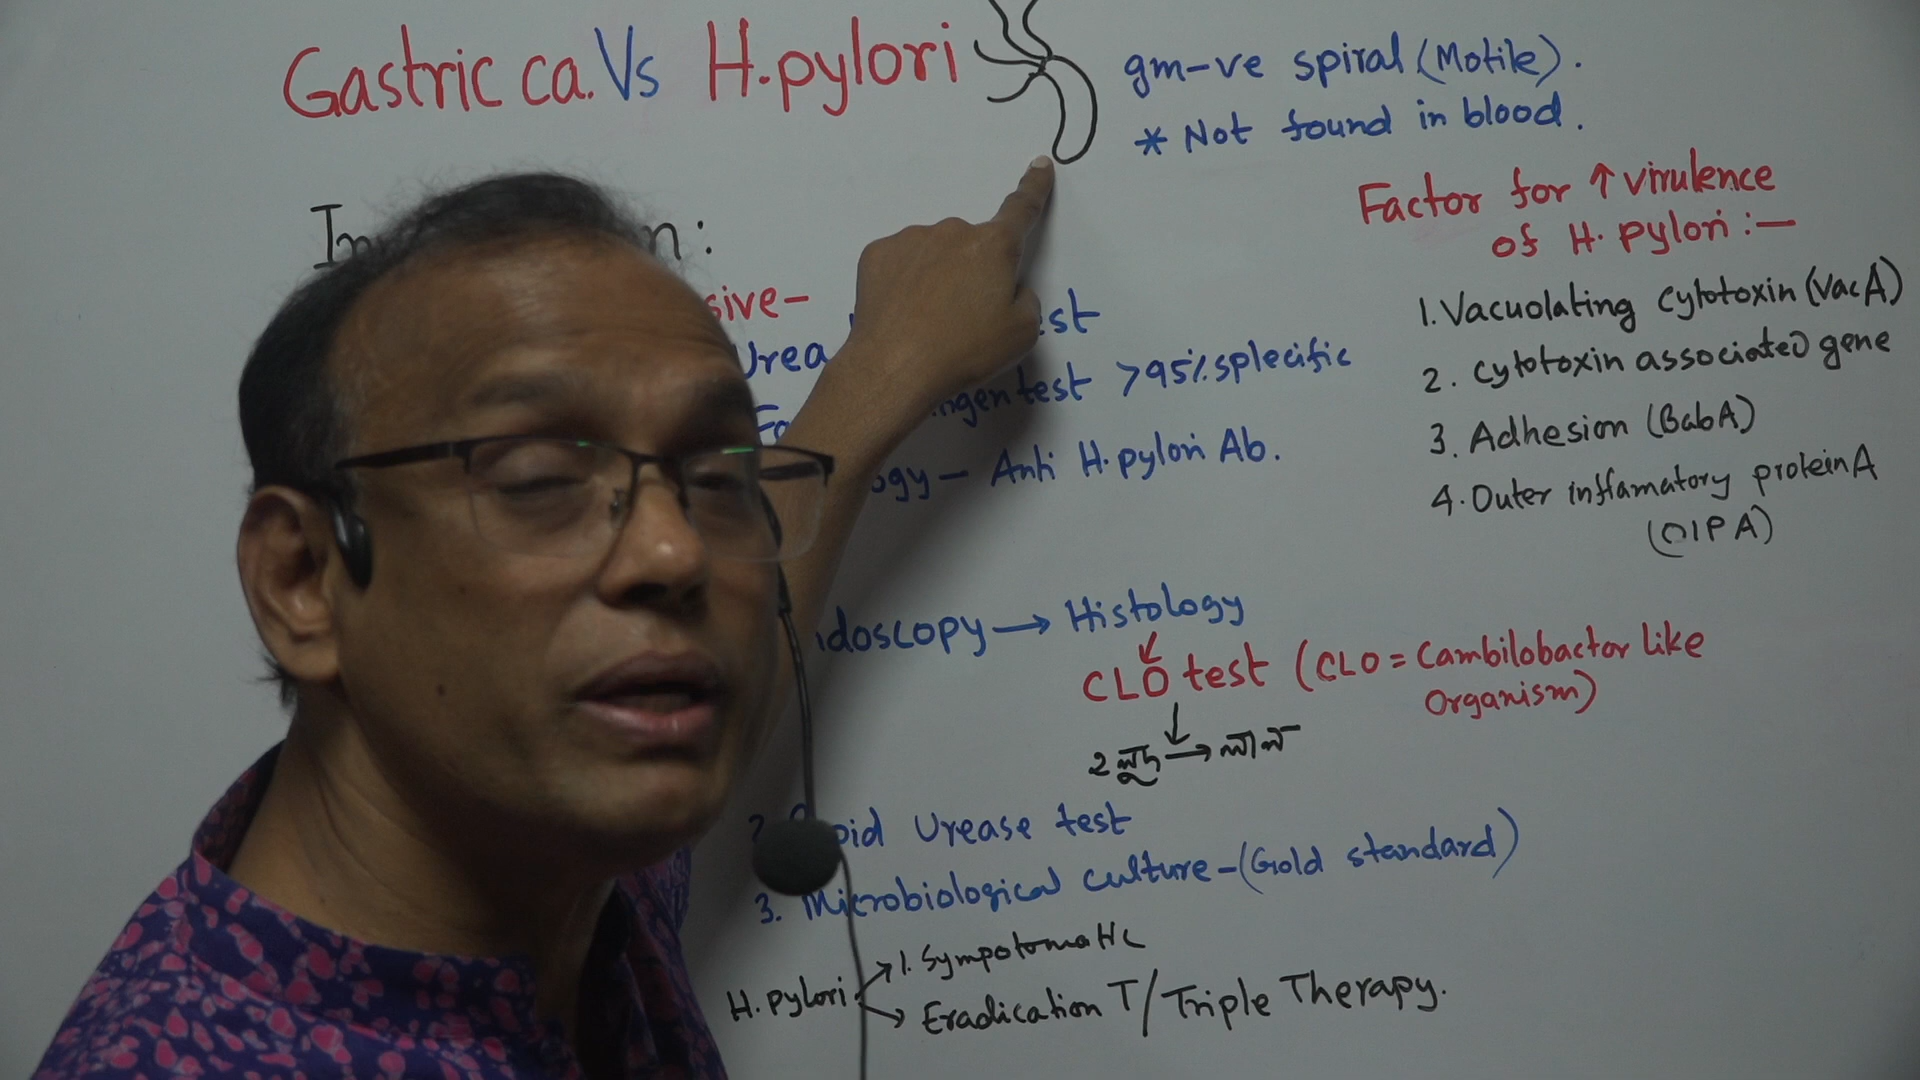 Gastric ca. Vs H.pylori
gm-ve spiral (Motile).
* Not found in blood.
Factor for ↑ virulence
of H. pylori :—
1. Vacuolating cytotoxin (VacA)
2. Cytotoxin associated gene
3. Adhesion (BabA)
4. Outer inflamatory protein A
(OIPA)
sive-
Urea est
gen test >95% splecific
ogy — Anti H.pylori Ab.
doscopy → Histology
CLO test (CLO = Cambilobactor like
Organism)
2 → লাল
pid Urease test
3. Microbiological culture - (Gold standard)
H. pylori → 1. Sympotomatic
→ Eradication T/Triple Therapy.